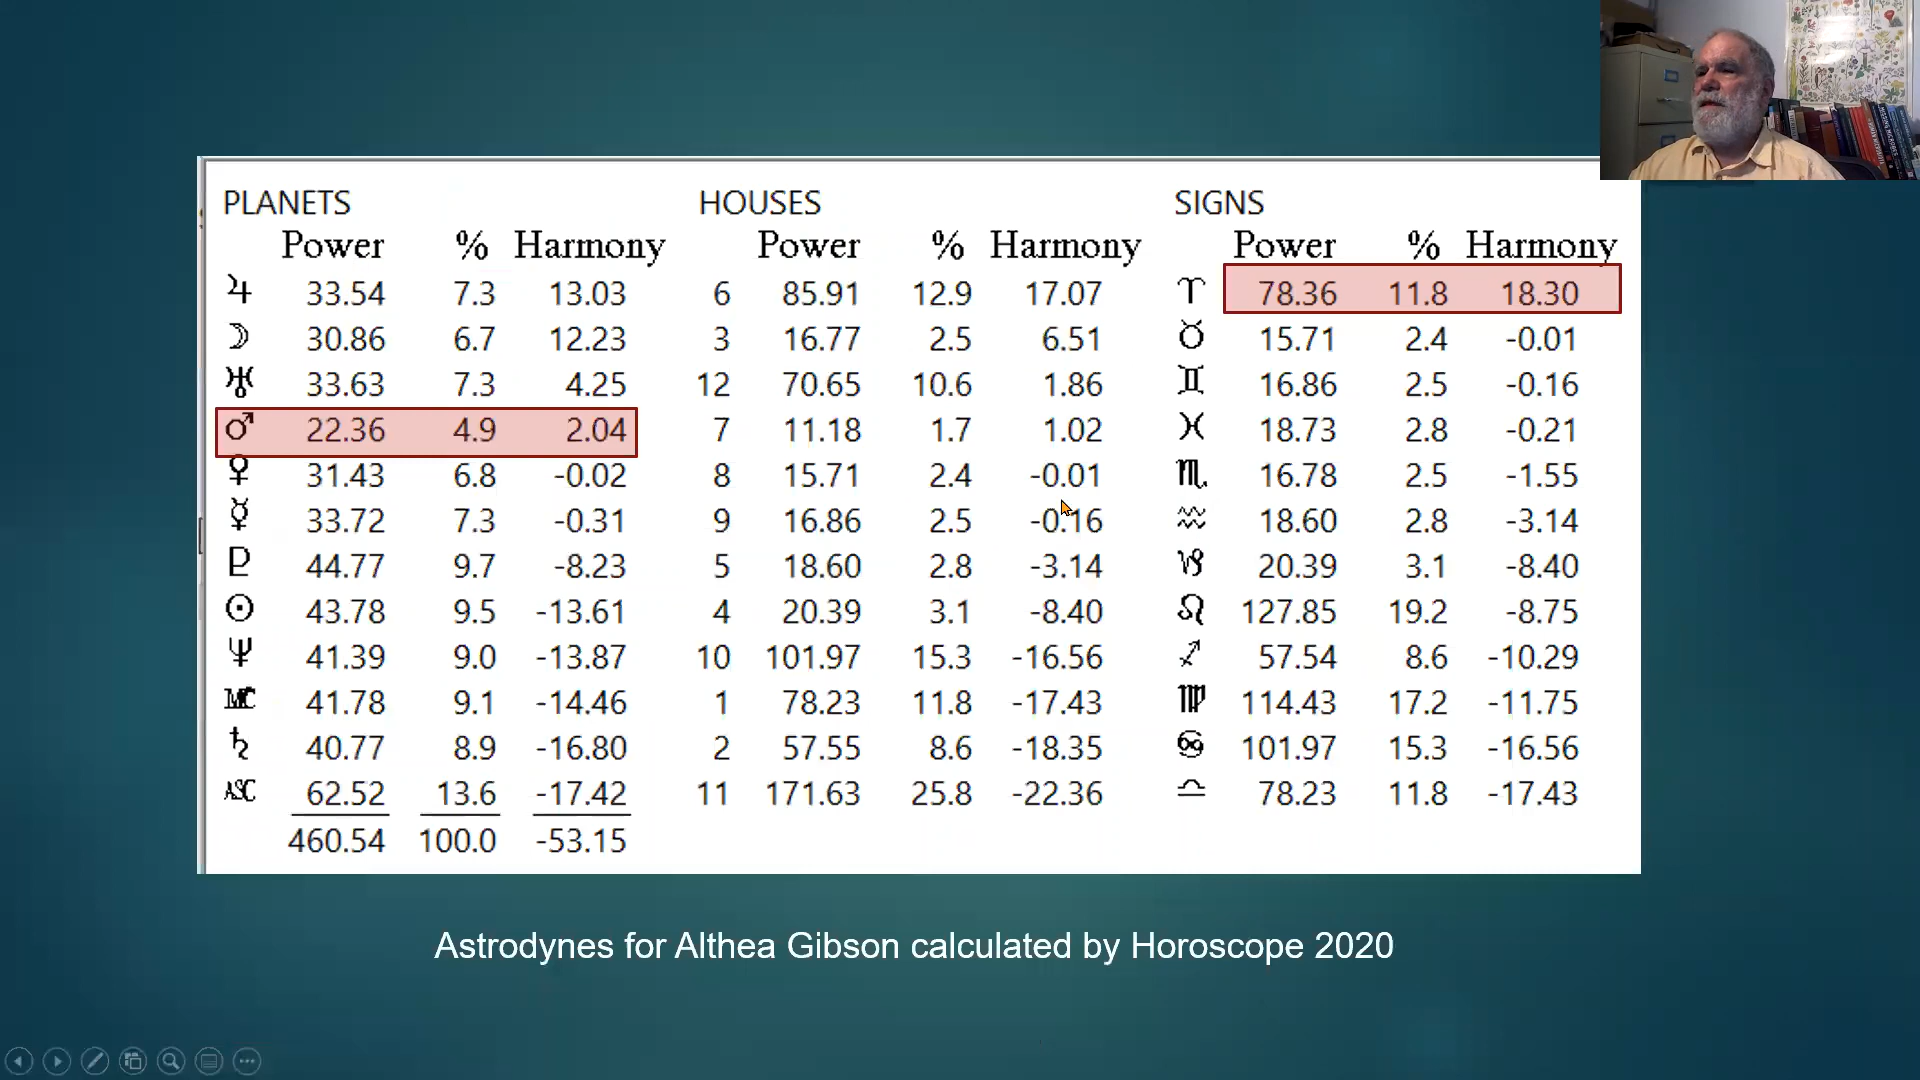 PLANETS HOUSES SIGNS
Power % Harmony Power % Harmony Power % Harmony
♃ 33.54 7.3 13.03 6 85.91 12.9 17.07 ♈ 78.36 11.8 18.30
☽ 30.86 6.7 12.23 3 16.77 2.5 6.51 ♉ 15.71 2.4 -0.01
♅ 33.63 7.3 4.25 12 70.65 10.6 1.86 ♊ 16.86 2.5 -0.16
♂ 22.36 4.9 2.04 7 11.18 1.7 1.02 ♓ 18.73 2.8 -0.21
♀ 31.43 6.8 -0.02 8 15.71 2.4 -0.01 ♏ 16.78 2.5 -1.55
☿ 33.72 7.3 -0.31 9 16.86 2.5 -0.16 ♒ 18.60 2.8 -3.14
♇ 44.77 9.7 -8.23 5 18.60 2.8 -3.14 ♑ 20.39 3.1 -8.40
☉ 43.78 9.5 -13.61 4 20.39 3.1 -8.40 ♌ 127.85 19.2 -8.75
♆ 41.39 9.0 -13.87 10 101.97 15.3 -16.56 ♐ 57.54 8.6 -10.29
MC 41.78 9.1 -14.46 1 78.23 11.8 -17.43 ♍ 114.43 17.2 -11.75
♄ 40.77 8.9 -16.80 2 57.55 8.6 -18.35 ♋ 101.97 15.3 -16.56
ASC 62.52 13.6 -17.42 11 171.63 25.8 -22.36 ♎ 78.23 11.8 -17.43
460.54 100.0 -53.15
Astrodynes for Althea Gibson calculated by Horoscope 2020